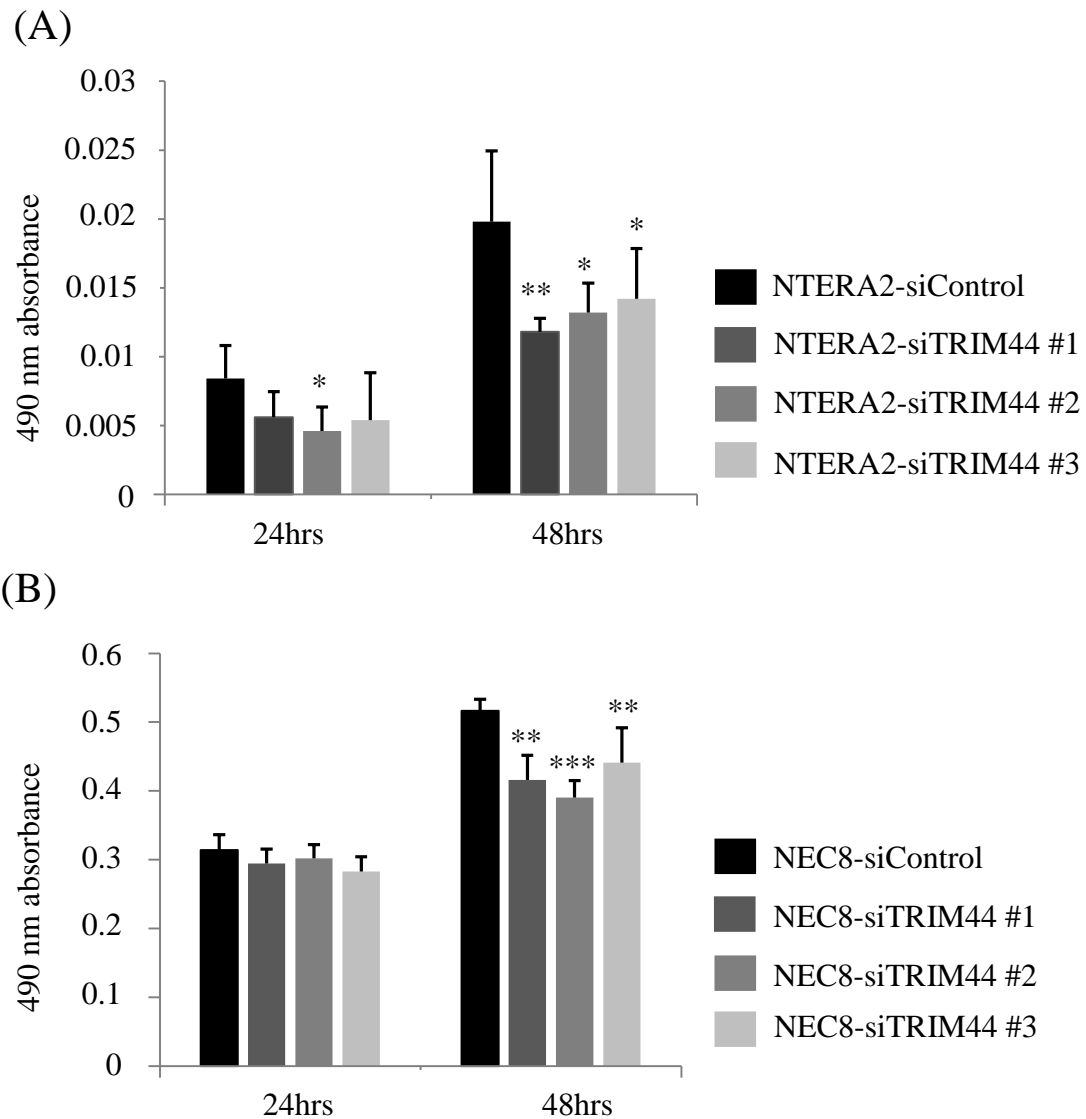 (A)
0.03
0.025
0.02
0.015
0.01
0.005
0
490 nm absorbance
*
**
*
*
24hrs
48hrs
NTERA2-siControl
NTERA2-siTRIM44 #1
NTERA2-siTRIM44 #2
NTERA2-siTRIM44 #3
(B)
0.6
0.5
0.4
0.3
0.2
0.1
0
490 nm absorbance
**
***
**
24hrs
48hrs
NEC8-siControl
NEC8-siTRIM44 #1
NEC8-siTRIM44 #2
NEC8-siTRIM44 #3